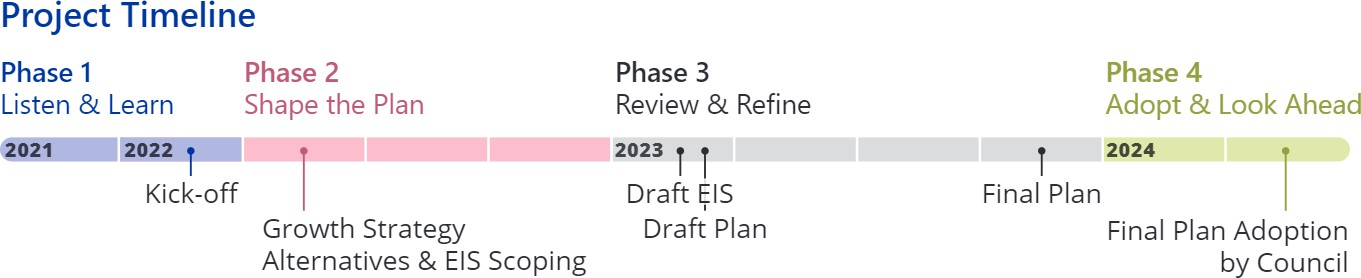 Project Timeline
Phase 1
Listen & Learn
Phase 2
Shape the Plan
Phase 3
Review & Refine
Phase 4
Adopt & Look Ahead
2021
2022
2023
2024
Kick-off
Growth Strategy
Alternatives & EIS Scoping
Draft EIS
Draft Plan
Final Plan
Final Plan Adoption
by Council